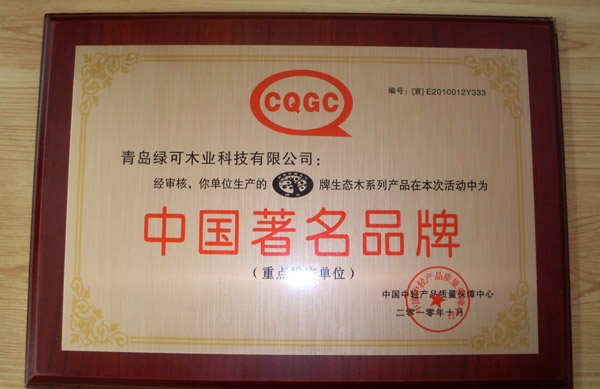 CQGC
编号：[宣] E2010012Y333
青岛绿可木业科技有限公司：
经审核，你单位生产的 牌生态木系列产品在本次活动中为
中国著名品牌
（重点 单位）
中国中轻产品质量保障中心
二零一零年十月